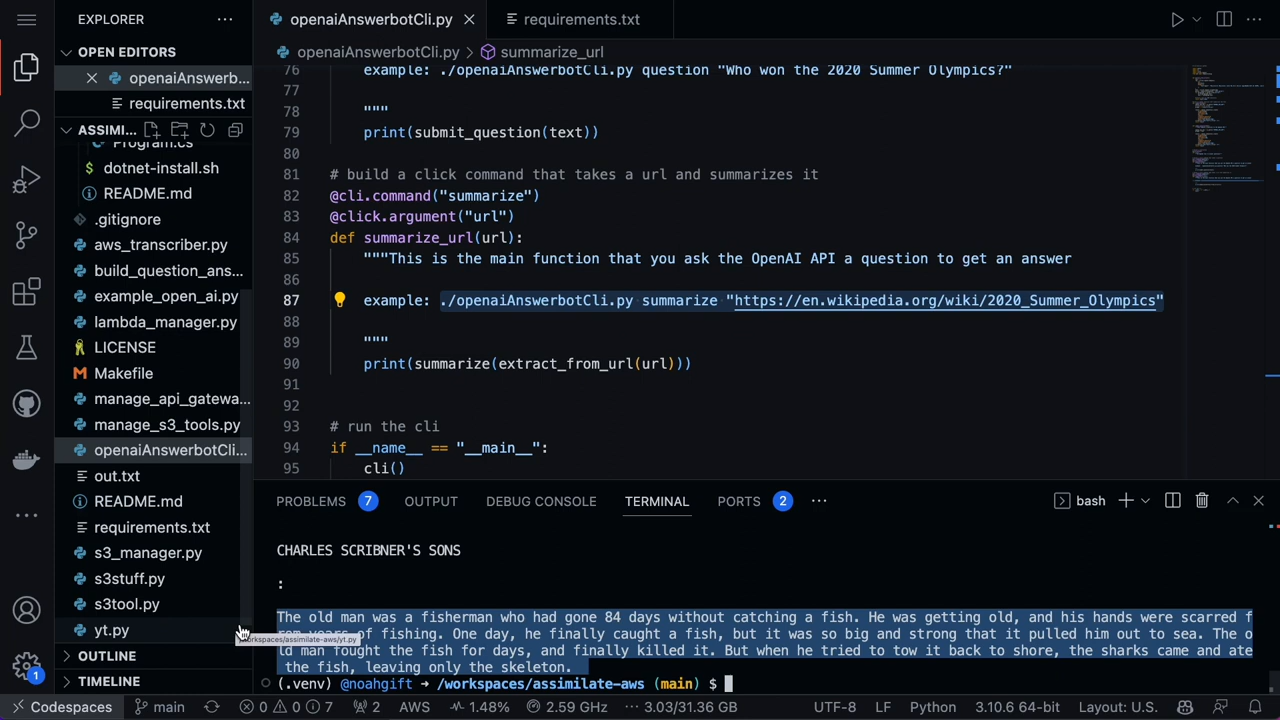 EXPLORER
OPEN EDITORS
openaiAnswerb...
requirements.txt
ASSIMI...
Program.cs
dotnet-install.sh
README.md
.gitignore
aws_transcriber.py
build_question_ans...
example_open_ai.py
lambda_manager.py
LICENSE
Makefile
manage_api_gatewa...
manage_s3_tools.py
openaiAnswerbotCli...
out.txt
README.md
requirements.txt
s3_manager.py
s3stuff.py
s3tool.py
yt.py
OUTLINE
TIMELINE
1
openaiAnswerbotCli.py
requirements.txt
openaiAnswerbotCli.py > summarize_url
76 example: ./openaiAnswerbotCli.py question "Who won the 2020 Summer Olympics?"
77
78 """
79 print(submit_question(text))
80
81 # build a click command that takes a url and summarizes it
82 @cli.command("summarize")
83 @click.argument("url")
84 def summarize_url(url):
85 """This is the main function that you ask the OpenAI API a question to get an answer
86
87 example: ./openaiAnswerbotCli.py summarize "https://en.wikipedia.org/wiki/2020_Summer_Olympics"
88
89 """
90 print(summarize(extract_from_url(url)))
91
92
93 # run the cli
94 if __name__ == "__main__":
95 cli()
PROBLEMS 7 OUTPUT DEBUG CONSOLE TERMINAL PORTS 2 ... bash
CHARLES SCRIBNER'S SONS
:
The old man was a fisherman who had gone 84 days without catching a fish. He was getting old, and his hands were scarred f
rom years of fishing. One day, he finally caught a fish, but it was so big and strong that it pulled him out to sea. The o
ld man fought the fish for days, and finally killed it. But when he tried to tow it back to shore, the sharks came and ate
the fish, leaving only the skeleton.
(.venv) @noahgift ➜ /workspaces/assimilate-aws (main) $
workspaces/assimilate-aws/yt.py
Codespaces main 0 0 7 2 AWS 1.48% 2.59 GHz 3.03/31.36 GB UTF-8 LF Python 3.10.6 64-bit Layout: U.S.